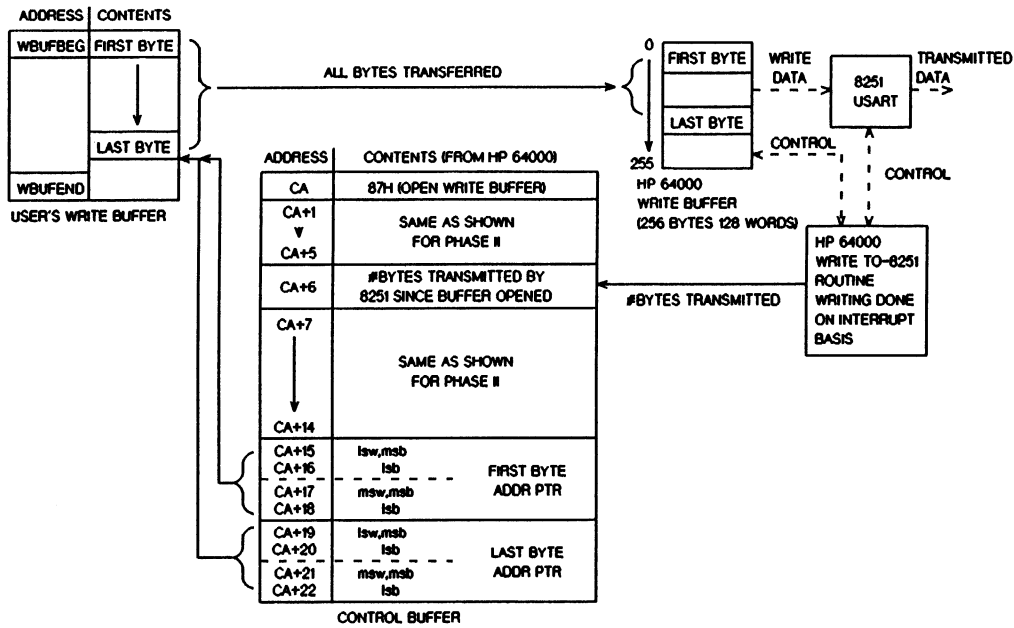 ADDRESS CONTENTS
WBUFBEG FIRST BYTE
LAST BYTE
WBUFEND
USER'S WRITE BUFFER
ALL BYTES TRANSFERRED
0
FIRST BYTE
LAST BYTE
255
HP 64000
WRITE BUFFER
(256 BYTES 128 WORDS)
WRITE
DATA
8251
USART
TRANSMITTED
DATA
CONTROL
CONTROL
HP 64000
WRITE TO-8251
ROUTINE
WRITING DONE
ON INTERRUPT
BASIS
#BYTES TRANSMITTED
ADDRESS CONTENTS (FROM HP 64000)
CA 87H (OPEN WRITE BUFFER)
CA+1
CA+5
SAME AS SHOWN
FOR PHASE II
CA+6
#BYTES TRANSMITTED BY
8251 SINCE BUFFER OPENED
CA+7
CA+14
SAME AS SHOWN
FOR PHASE II
CA+15 lsw,msb
CA+16 lsb
CA+17 msw,msb
CA+18 lsb
FIRST BYTE
ADDR PTR
CA+19 lsw,msb
CA+20 lsb
CA+21 msw,msb
CA+22 lsb
LAST BYTE
ADDR PTR
CONTROL BUFFER